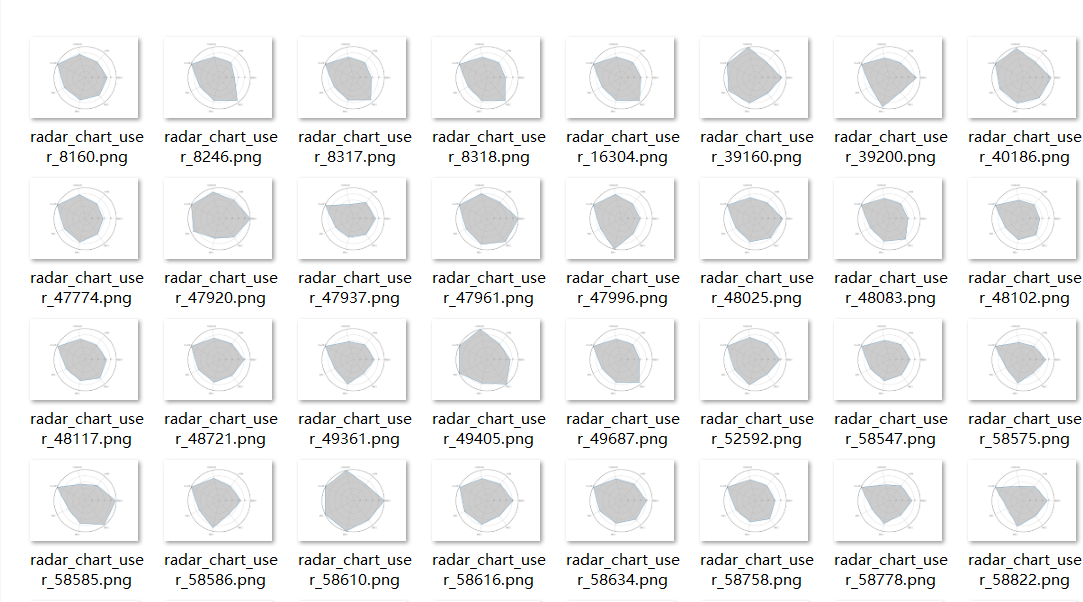 radar_chart_use radar_chart_use radar_chart_use radar_chart_use radar_chart_use radar_chart_use radar_chart_use radar_chart_use
r_8160.png r_8246.png r_8317.png r_8318.png r_16304.png r_39160.png r_39200.png r_40186.png
radar_chart_use radar_chart_use radar_chart_use radar_chart_use radar_chart_use radar_chart_use radar_chart_use radar_chart_use
r_47774.png r_47920.png r_47937.png r_47961.png r_47996.png r_48025.png r_48083.png r_48102.png
radar_chart_use radar_chart_use radar_chart_use radar_chart_use radar_chart_use radar_chart_use radar_chart_use radar_chart_use
r_48117.png r_48721.png r_49361.png r_49405.png r_49687.png r_52592.png r_58547.png r_58575.png
radar_chart_use radar_chart_use radar_chart_use radar_chart_use radar_chart_use radar_chart_use radar_chart_use radar_chart_use
r_58585.png r_58586.png r_58610.png r_58616.png r_58634.png r_58758.png r_58778.png r_58822.png